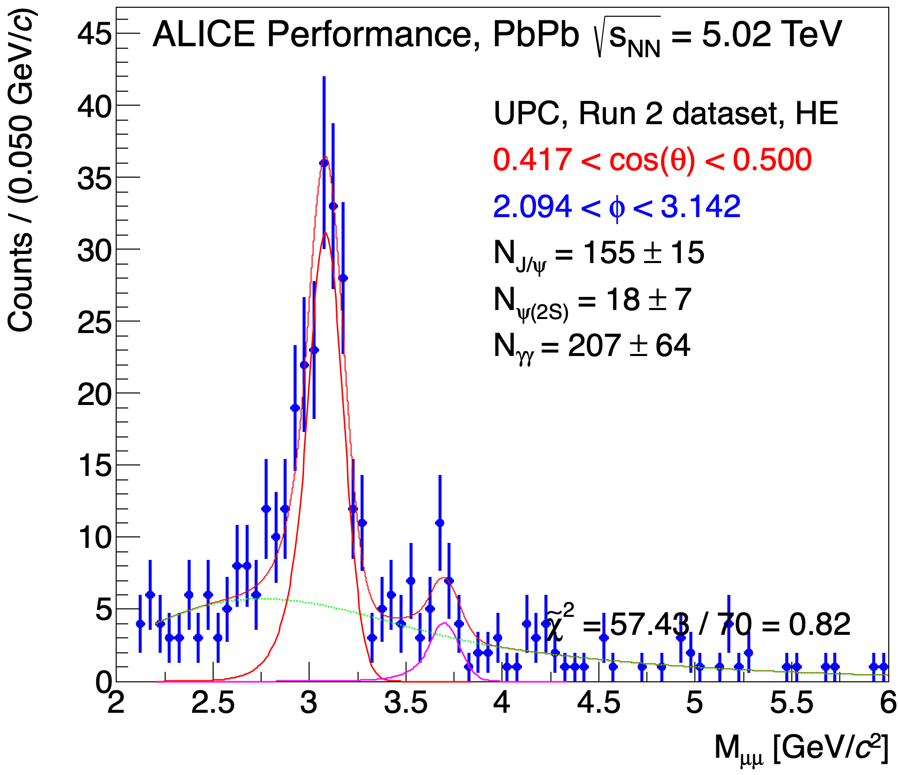 ALICE Performance, PbPb √sNN = 5.02 TeV
UPC, Run 2 dataset, HE
0.417 < cos(θ) < 0.500
2.094 < ϕ < 3.142
NJ/ψ = 155 ± 15
Nψ(2S) = 18 ± 7
Nγγ = 207 ± 64
χ̃² = 57.43 / 70 = 0.82
Counts / (0.050 GeV/c)
45
40
35
30
25
20
15
10
5
0
2 2.5 3 3.5 4 4.5 5 5.5 6
Mμμ [GeV/c²]